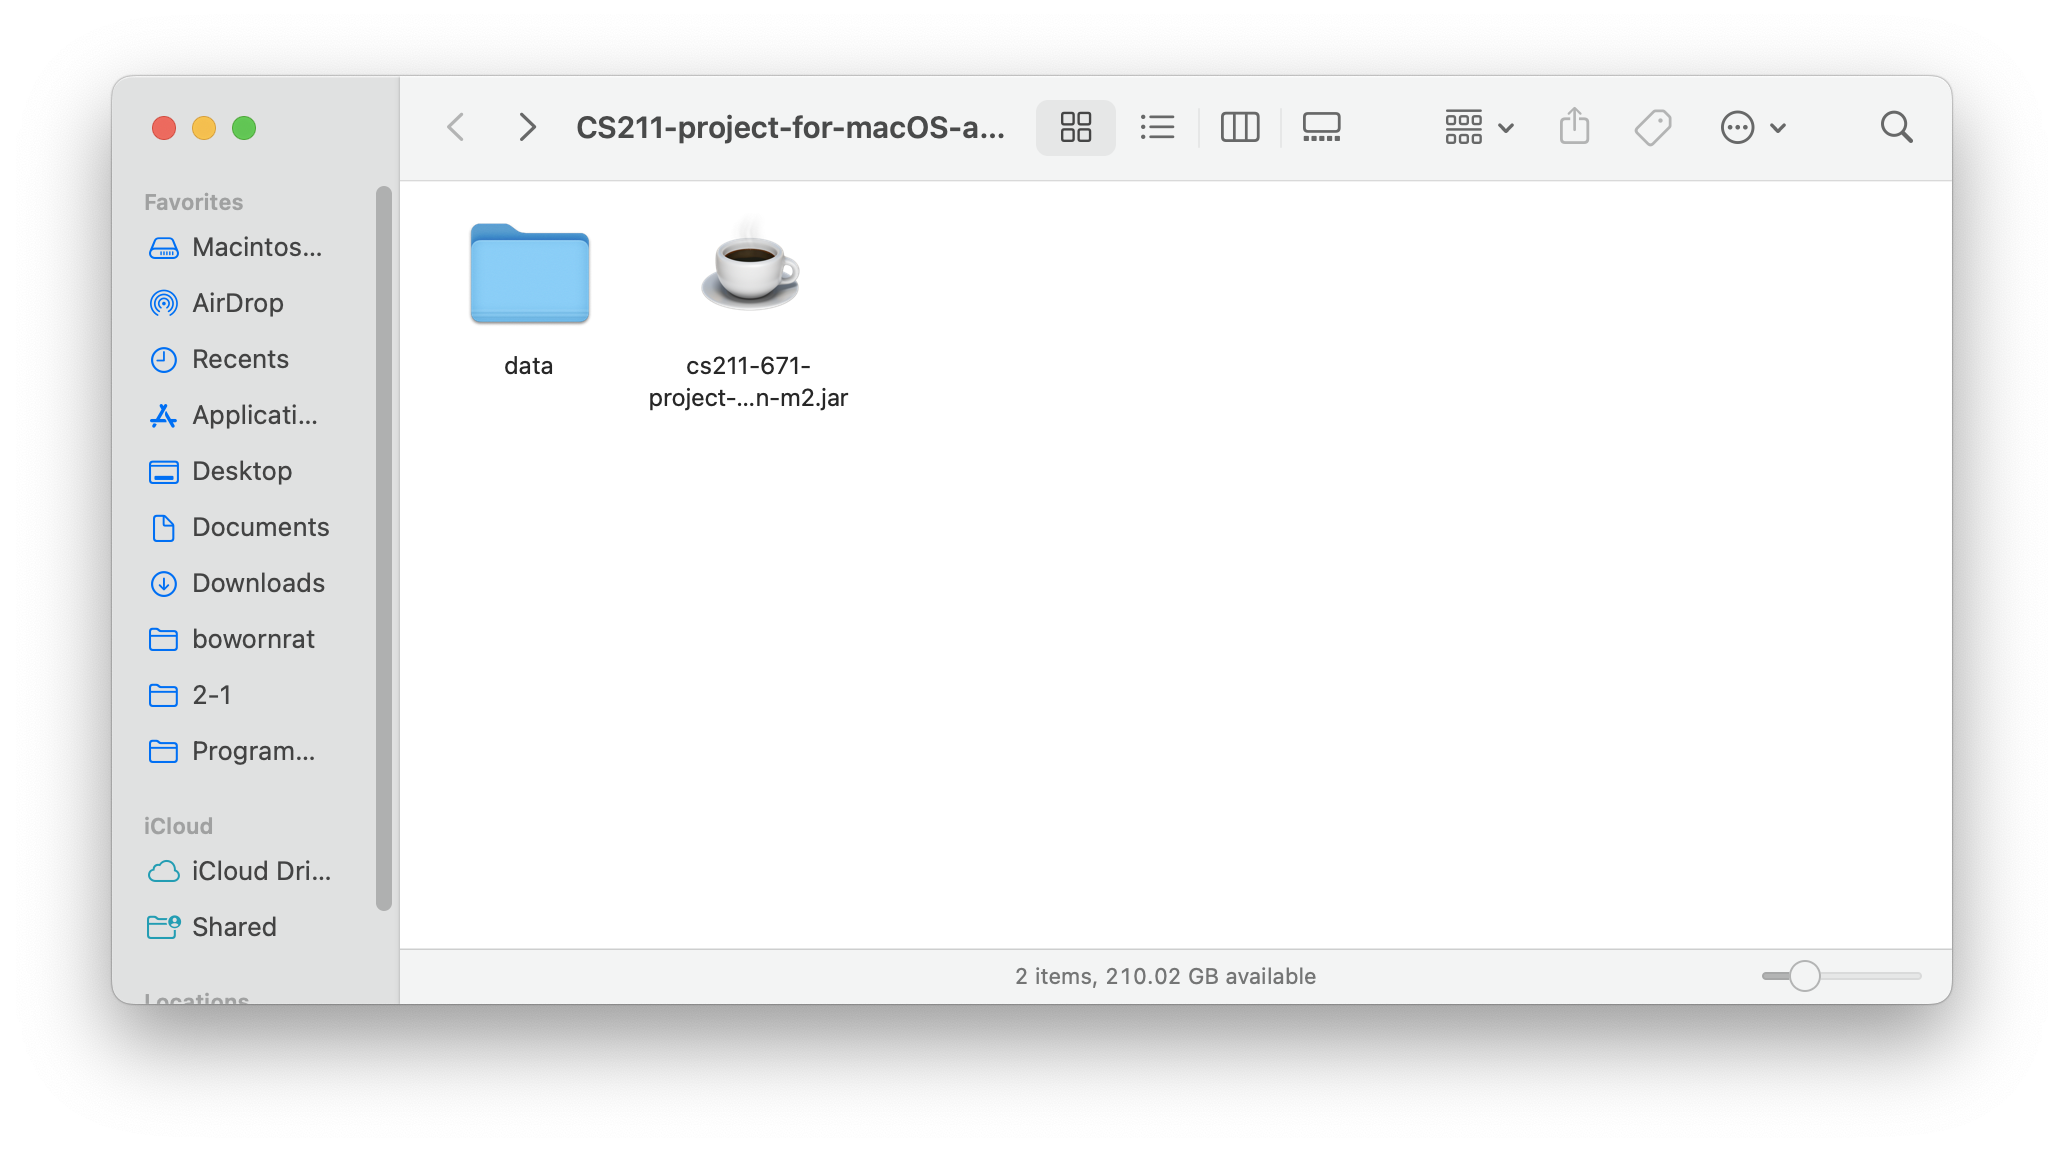 CS211-project-for-macOS-a...
Favorites
Macintos...
AirDrop
Recents
Applicati...
Desktop
Documents
Downloads
bowornrat
2-1
Program...
iCloud
iCloud Dri...
Shared
Locations
data
cs211-671-
project-...n-m2.jar
2 items, 210.02 GB available